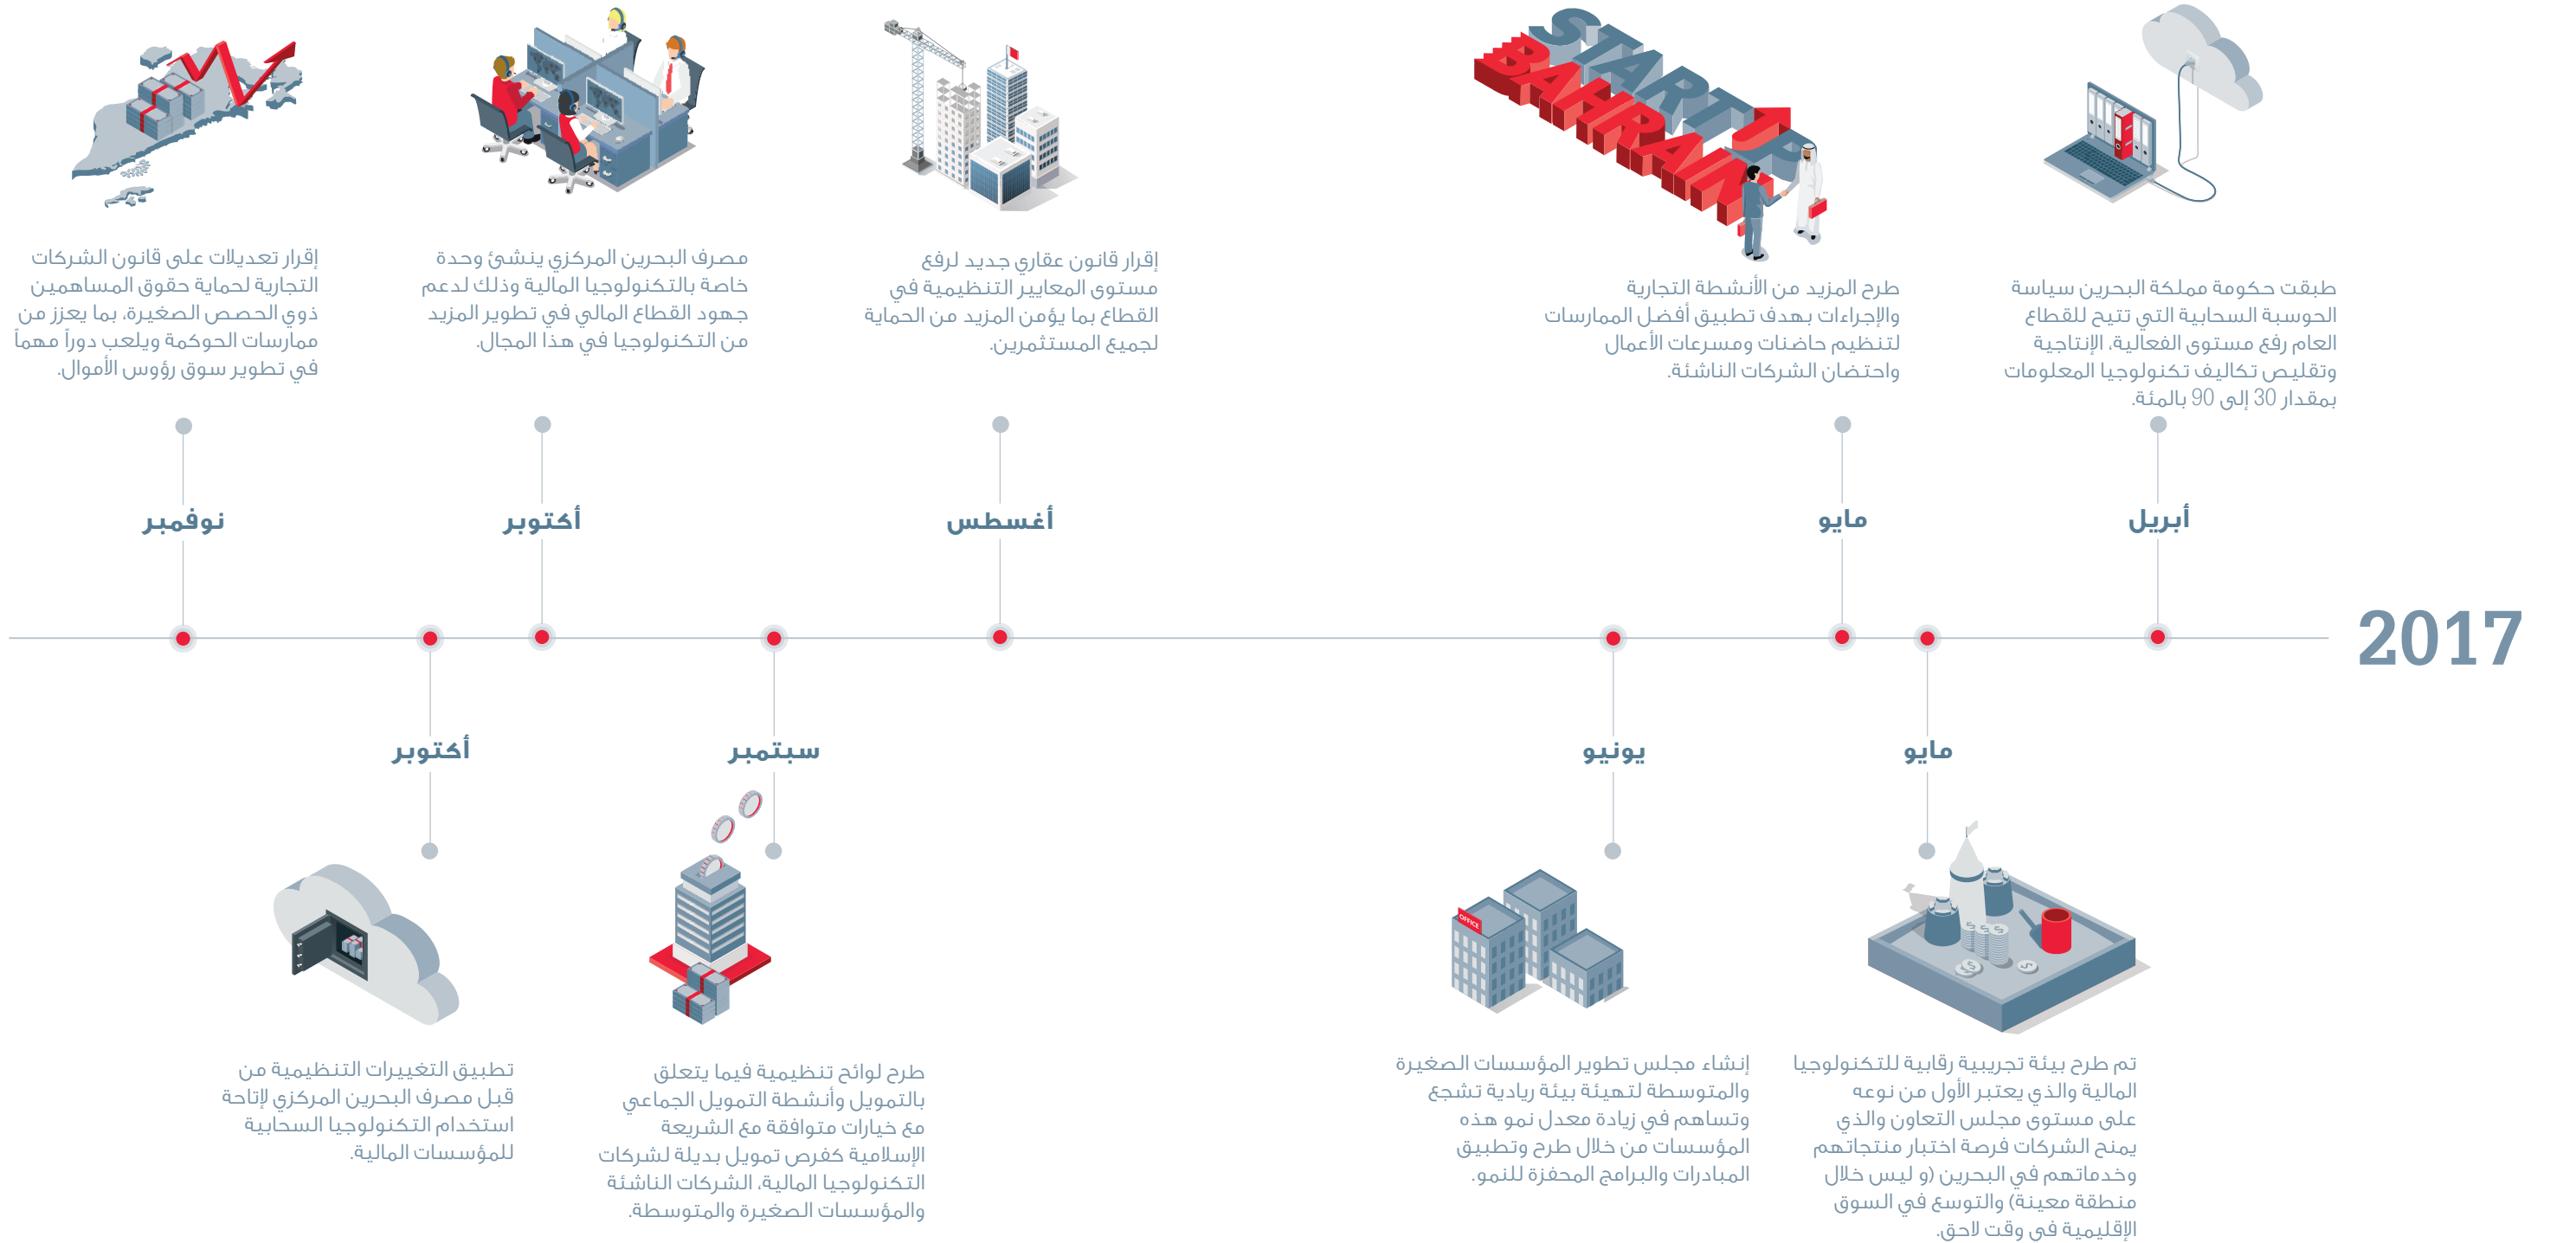 2017
أبريل
طبقت حكومة مملكة البحرين سياسة
الحوسبة السحابية التي تتيح للقطاع
العام رفع مستوى الفعالية، الإنتاجية
وتقليص تكاليف تكنولوجيا المعلومات
بمقدار 30 إلى 90 بالمئة.
مايو
تم طرح بيئة تجريبية رقابية للتكنولوجيا
المالية والذي يعتبر الأول من نوعه
على مستوى مجلس التعاون والذي
يمنح الشركات فرصة اختبار منتجاتهم
وخدماتهم في البحرين (و ليس خلال
منطقة معينة) والتوسع في السوق
الإقليمية في وقت لاحق.
مايو
STARTUP
BAHRAIN
طرح المزيد من الأنشطة التجارية
والإجراءات بهدف تطبيق أفضل الممارسات
لتنظيم حاضنات ومسرعات الأعمال
واحتضان الشركات الناشئة.
يونيو
OFFICE
إنشاء مجلس تطوير المؤسسات الصغيرة
والمتوسطة لتهيئة بيئة ريادية تشجع
وتساهم في زيادة معدل نمو هذه
المؤسسات من خلال طرح وتطبيق
المبادرات والبرامج المحفزة للنمو.
أغسطس
إقرار قانون عقاري جديد لرفع
مستوى المعايير التنظيمية في
القطاع بما يؤمن المزيد من الحماية
لجميع المستثمرين.
سبتمبر
طرح لوائح تنظيمية فيما يتعلق
بالتمويل وأنشطة التمويل الجماعي
مع خيارات متوافقة مع الشريعة
الإسلامية كفرص تمويل بديلة لشركات
التكنولوجيا المالية، الشركات الناشئة
والمؤسسات الصغيرة والمتوسطة.
أكتوبر
مصرف البحرين المركزي ينشئ وحدة
خاصة بالتكنولوجيا المالية وذلك لدعم
جهود القطاع المالي في تطوير المزيد
من التكنولوجيا في هذا المجال.
أكتوبر
تطبيق التغييرات التنظيمية من
قبل مصرف البحرين المركزي لإتاحة
استخدام التكنولوجيا السحابية
للمؤسسات المالية.
نوفمبر
إقرار تعديلات على قانون الشركات
التجارية لحماية حقوق المساهمين
ذوي الحصص الصغيرة، بما يعزز من
ممارسات الحوكمة ويلعب دوراً مهماً
في تطوير سوق رؤوس الأموال.